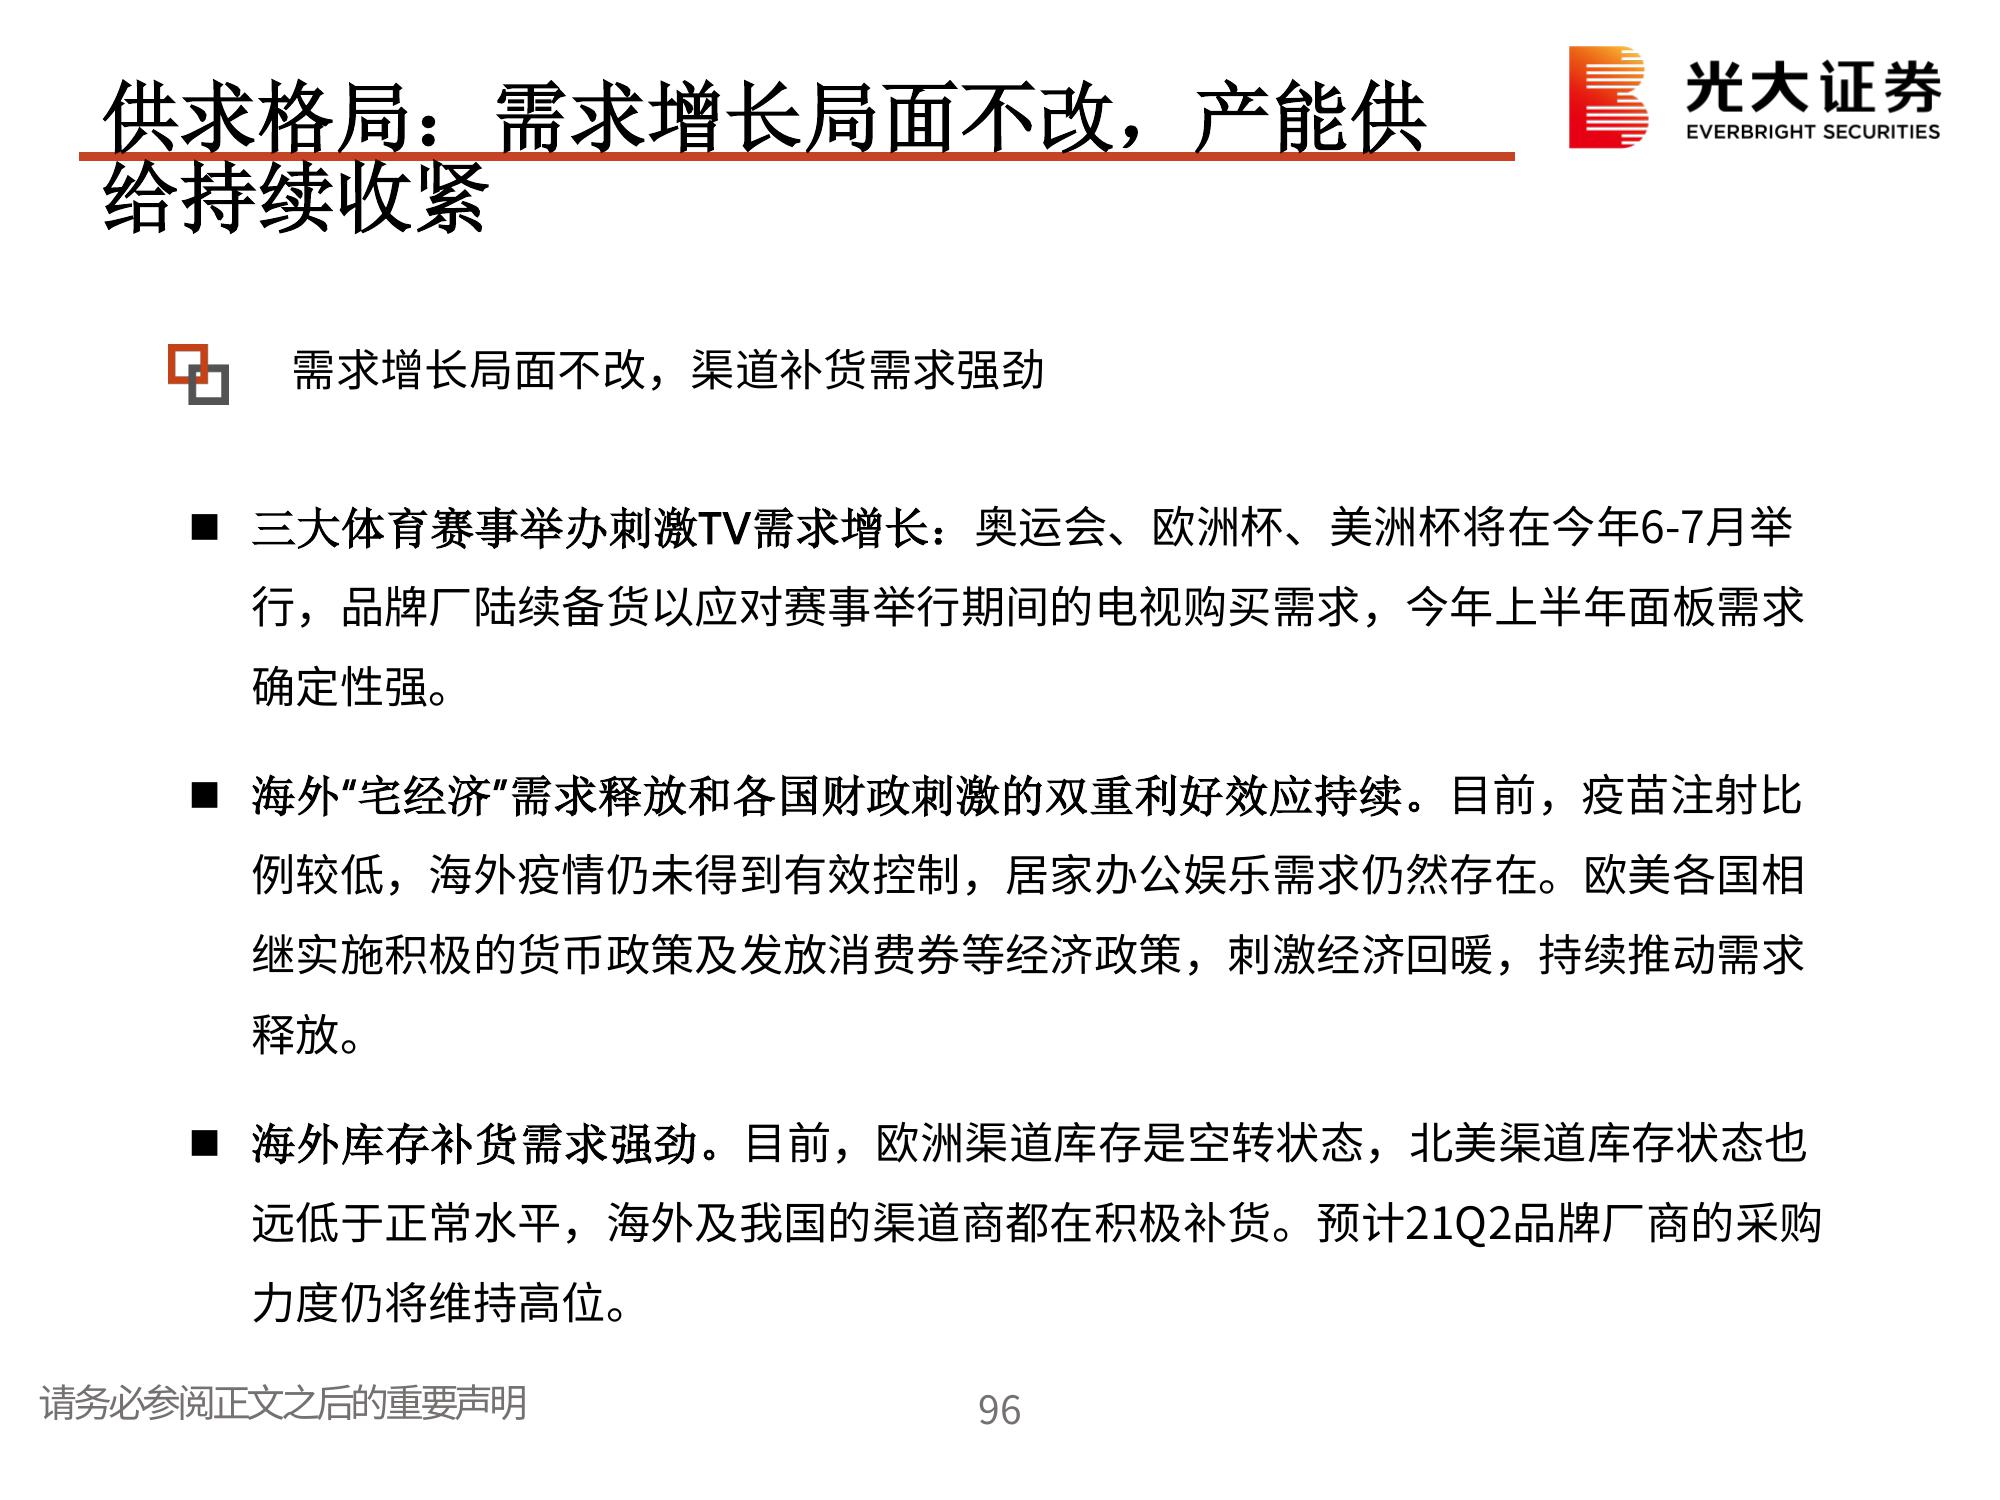 供求格局：需求增长局面不改，产能供
给持续收紧
光大证券
EVERBRIGHT SECURITIES
需求增长局面不改，渠道补货需求强劲
■ 三大体育赛事举办刺激TV需求增长：奥运会、欧洲杯、美洲杯将在今年6-7月举
行，品牌厂陆续备货以应对赛事举行期间的电视购买需求，今年上半年面板需求
确定性强。
■ 海外“宅经济”需求释放和各国财政刺激的双重利好效应持续。目前，疫苗注射比
例较低，海外疫情仍未得到有效控制，居家办公娱乐需求仍然存在。欧美各国相
继实施积极的货币政策及发放消费券等经济政策，刺激经济回暖，持续推动需求
释放。
■ 海外库存补货需求强劲。目前，欧洲渠道库存是空转状态，北美渠道库存状态也
远低于正常水平，海外及我国的渠道商都在积极补货。预计21Q2品牌厂商的采购
力度仍将维持高位。
请务必参阅正文之后的重要声明
96